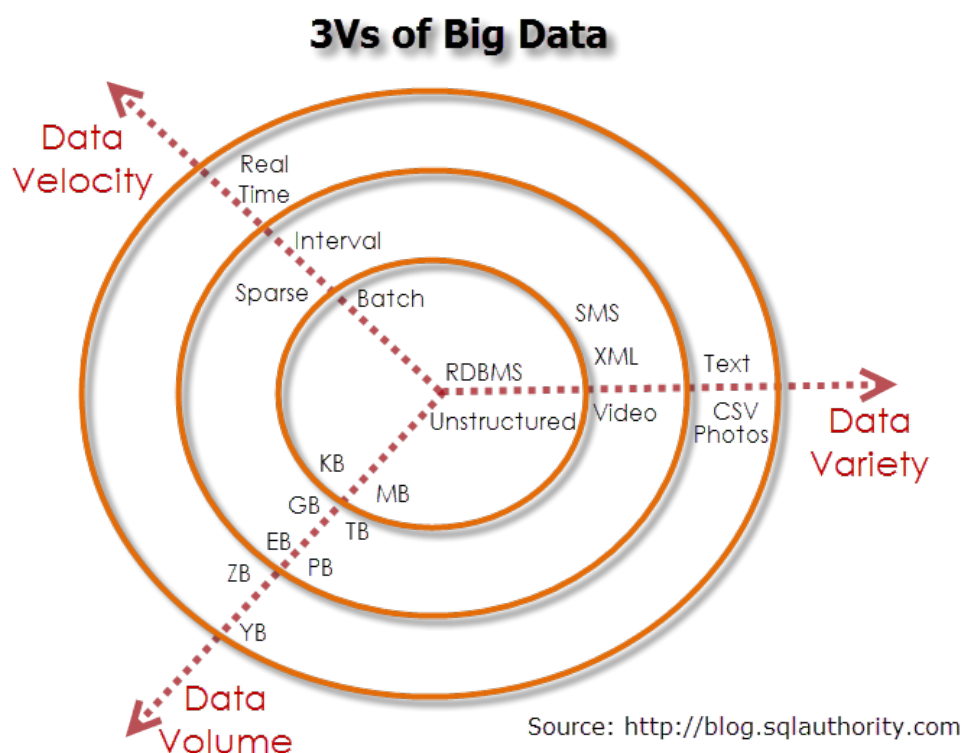 3Vs of Big Data
Data
Velocity
Real
Time
Interval
Sparse
Batch
SMS
XML
RDBMS
Text
Unstructured
Video
CSV
Photos
Data
Variety
KB
MB
GB
TB
EB
PB
ZB
YB
Data
Volume
Source: http://blog.sqlauthority.com